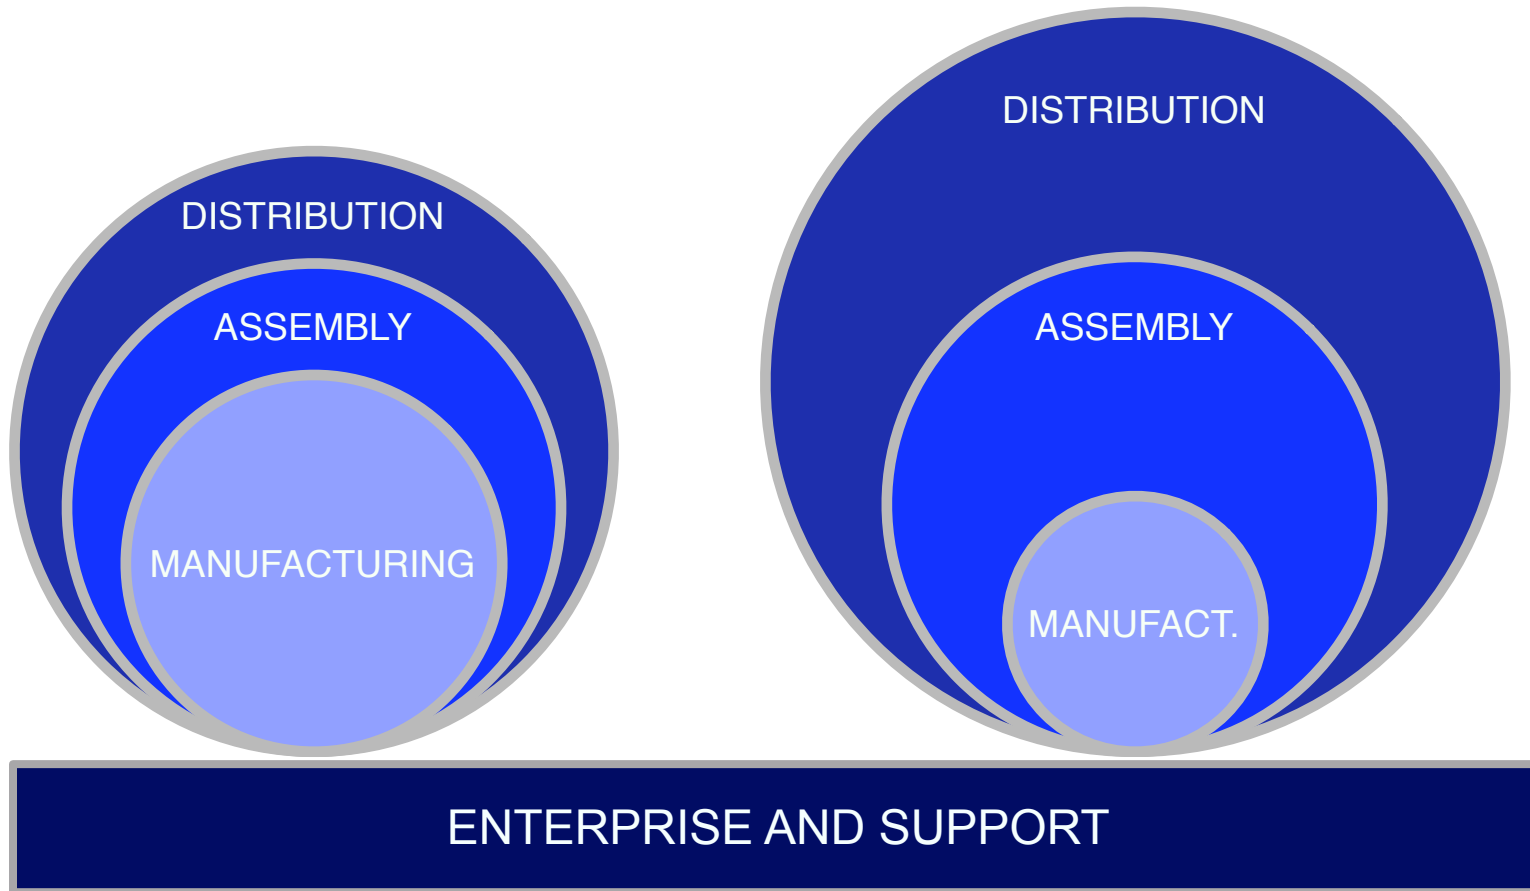 DISTRIBUTION
ASSEMBLY
MANUFACTURING
DISTRIBUTION
ASSEMBLY
MANUFACT.
ENTERPRISE AND SUPPORT